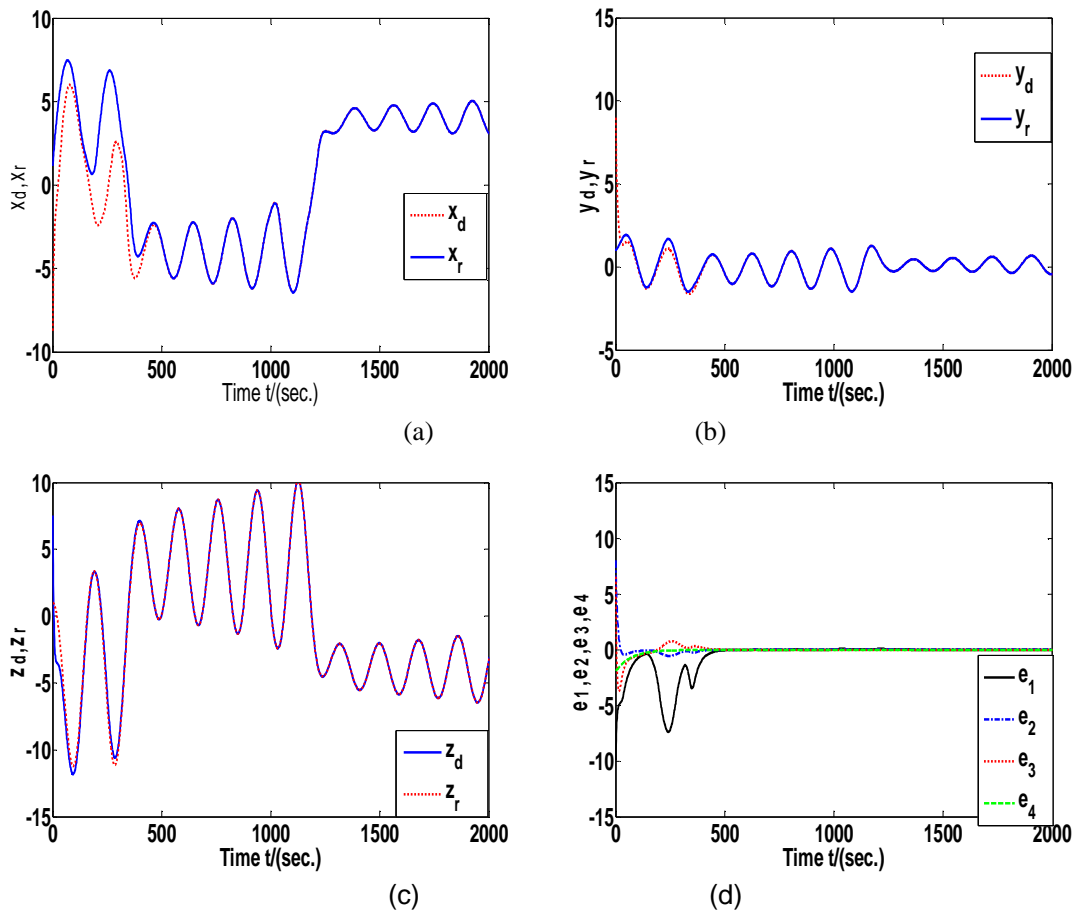 10
5
0
-5
-10
x d , x r
x d
x r
0 500 1000 1500 2000
Time t/(sec.)
(a)
15
10
5
0
-5
y d , y r
y d
y r
0 500 1000 1500 2000
Time t/(sec.)
(b)
10
5
0
-5
-10
-15
z d , z r
z d
z r
0 500 1000 1500 2000
Time t/(sec.)
(c)
15
10
5
0
-5
-10
-15
e 1 , e 2 , e 3 , e 4
e 1
e 2
e 3
e 4
0 500 1000 1500 2000
Time t/(sec.)
(d)